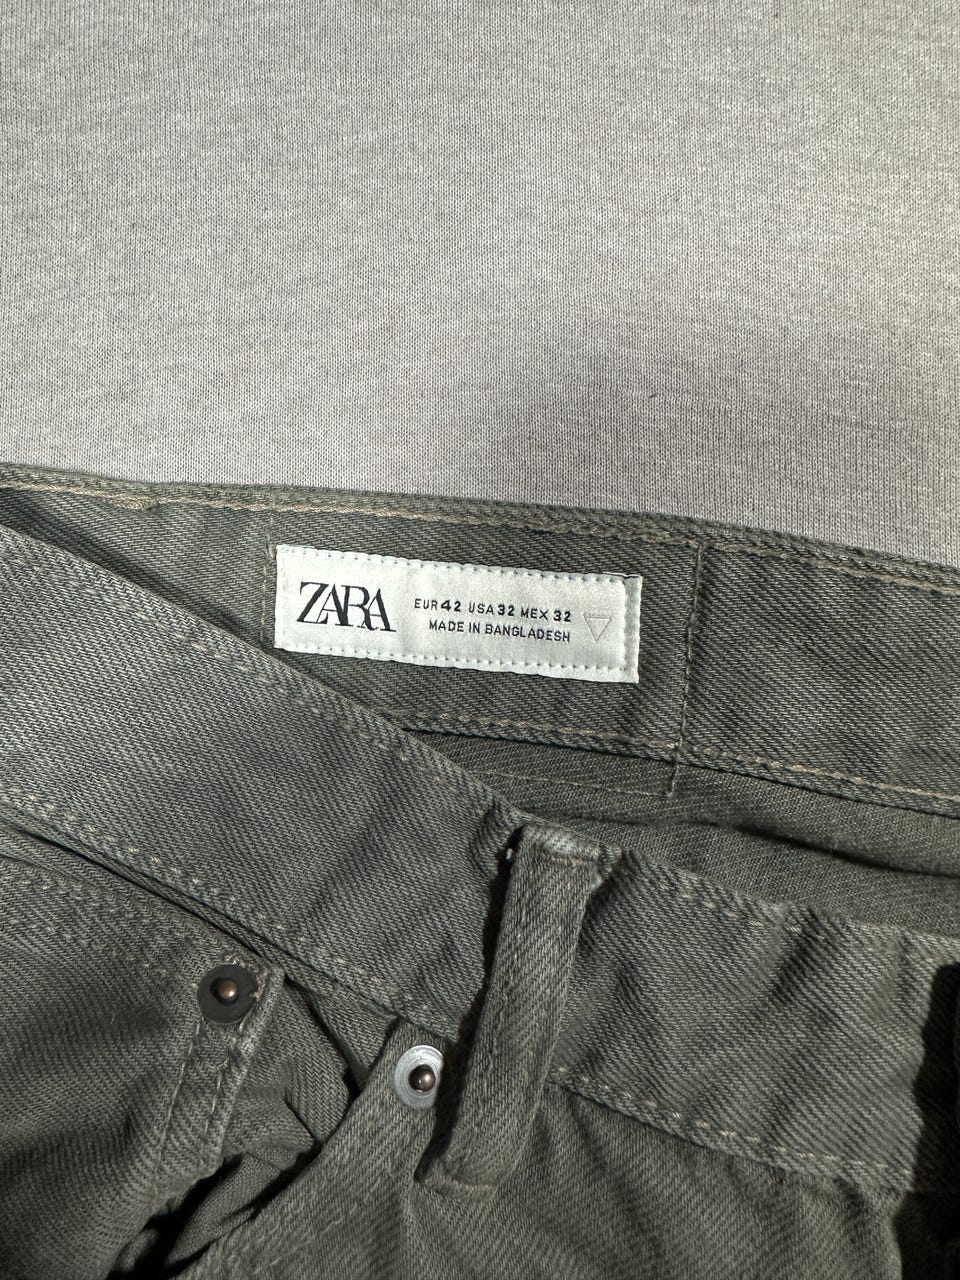 ZARA
EUR 42 USA 32 MEX 32
MADE IN BANGLADESH